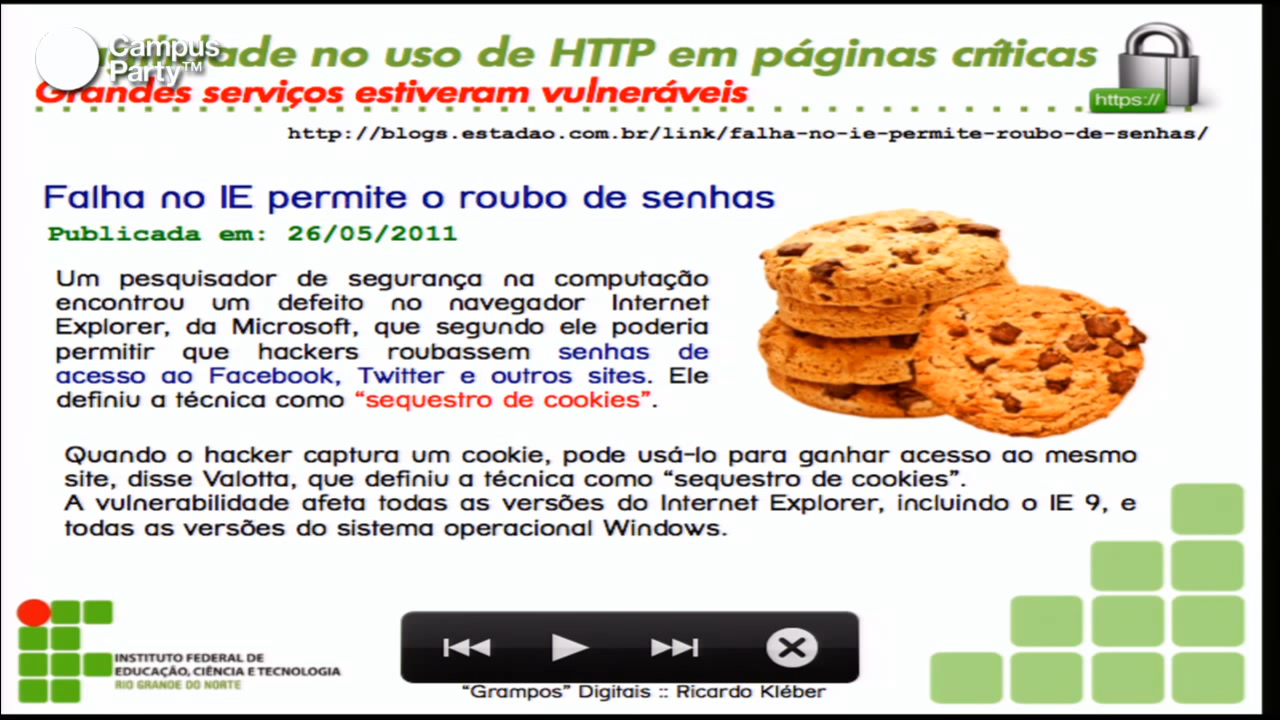 Campus
Party™
dade no uso de HTTP em páginas críticas
Grandes serviços estiveram vulneráveis
https://
http://blogs.estadao.com.br/link/falha-no-ie-permite-roubo-de-senhas/
Falha no IE permite o roubo de senhas
Publicada em: 26/05/2011
Um pesquisador de segurança na computação
encontrou um defeito no navegador Internet
Explorer, da Microsoft, que segundo ele poderia
permitir que hackers roubassem senhas de
acesso ao Facebook, Twitter e outros sites. Ele
definiu a técnica como “sequestro de cookies”.
Quando o hacker captura um cookie, pode usá-lo para ganhar acesso ao mesmo
site, disse Valotta, que definiu a técnica como “sequestro de cookies”.
A vulnerabilidade afeta todas as versões do Internet Explorer, incluindo o IE 9, e
todas as versões do sistema operacional Windows.
INSTITUTO FEDERAL DE
EDUCAÇÃO, CIÊNCIA E TECNOLOGIA
RIO GRANDE DO NORTE
“Grampos” Digitais :: Ricardo Kléber